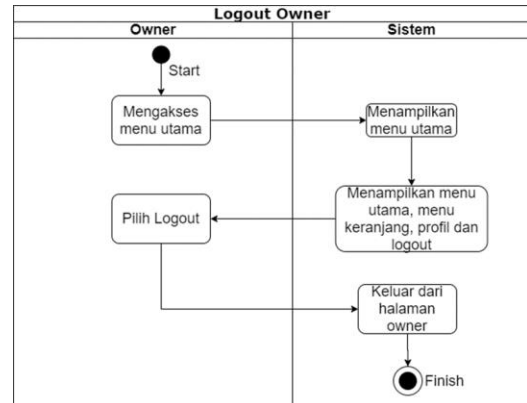 Logout Owner
Owner
Sistem
Start
Mengakses
menu utama
Menampilkan
menu utama
Menampilkan menu
utama, menu
keranjang, profil dan
logout
Pilih Logout
Keluar dari
halaman
owner
Finish